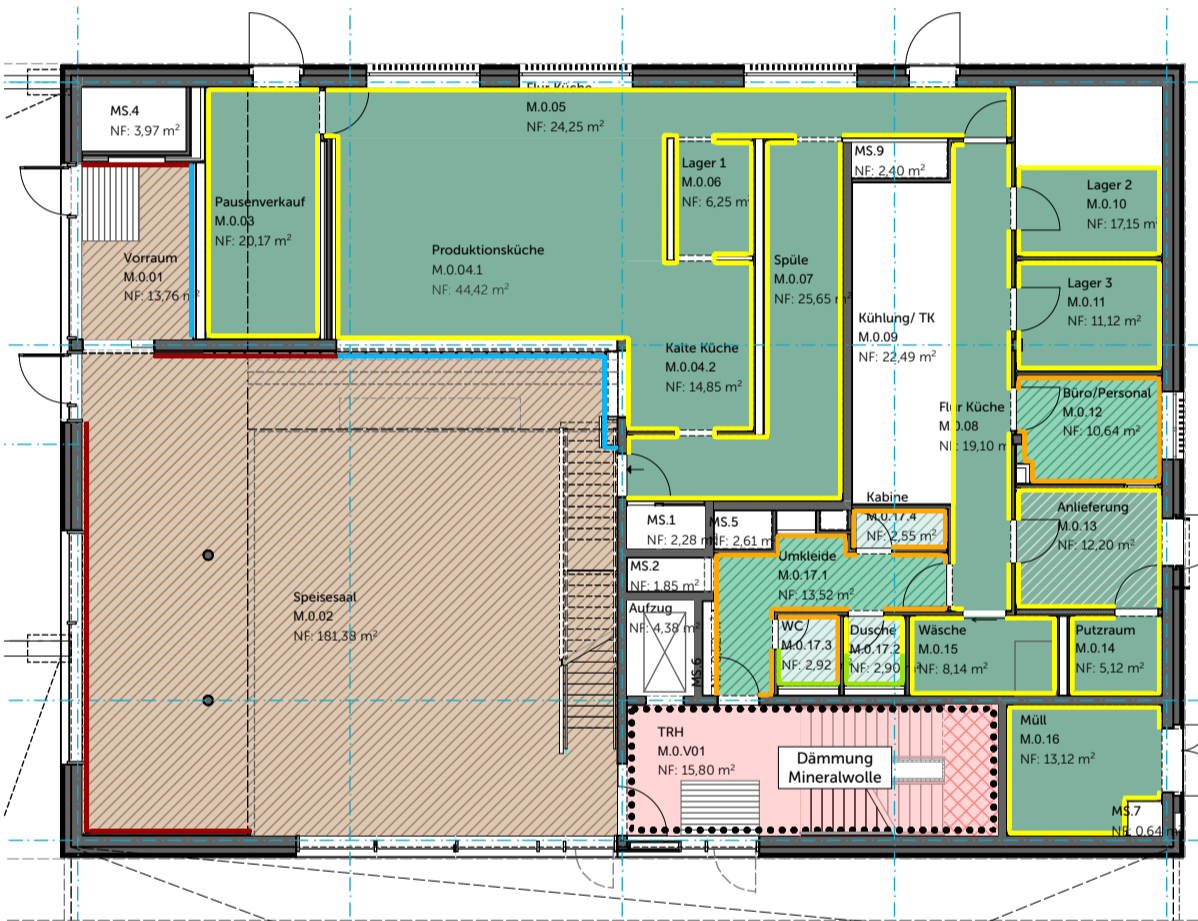 Flur Küche
M.0.05
NF: 24,25 m²
MS.4
NF: 3,97 m²
Pausenverkauf
M.0.03
NF: 20,17 m²
Vorraum
M.0.01
NF: 13,76 m²
Produktionsküche
M.0.04.1
NF: 44,42 m²
Lager 1
M.0.06
NF: 6,25 m²
MS.9
NF: 2,40 m²
Lager 2
M.0.10
NF: 17,15 m²
Spüle
M.0.07
NF: 25,65 m²
Lager 3
M.0.11
NF: 11,12 m²
Kühlung/ TK
M.0.09
NF: 22,49 m²
Kalte Küche
M.0.04.2
NF: 14,85 m²
Flur Küche
M.0.08
NF: 19,10 m
Büro/Personal
M.0.12
NF: 10,64 m²
Kabine
M.0.17.4
NF: 2,55 m²
Anlieferung
M.0.13
NF: 12,20 m²
MS.1
NF: 2,28 m
MS.5
NF: 2,61 m²
Umkleide
M.0.17.1
NF: 13,52 m²
MS.2
NF: 1,85 m²
Aufzug
NF: 4,38 m²
MS.6
Speisesaal
M.0.02
NF: 181,38 m²
WC
M.0.17.3
NF: 2,92
Dusche
M.0.17.2
NF: 2,90 m
Wäsche
M.0.15
NF: 8,14 m²
Putzraum
M.0.14
NF: 5,12 m²
TRH
M.0.V01
NF: 15,80 m²
Dämmung
Mineralwolle
Müll
M.0.16
NF: 13,12 m²
MS.7
NF: 0,64 m